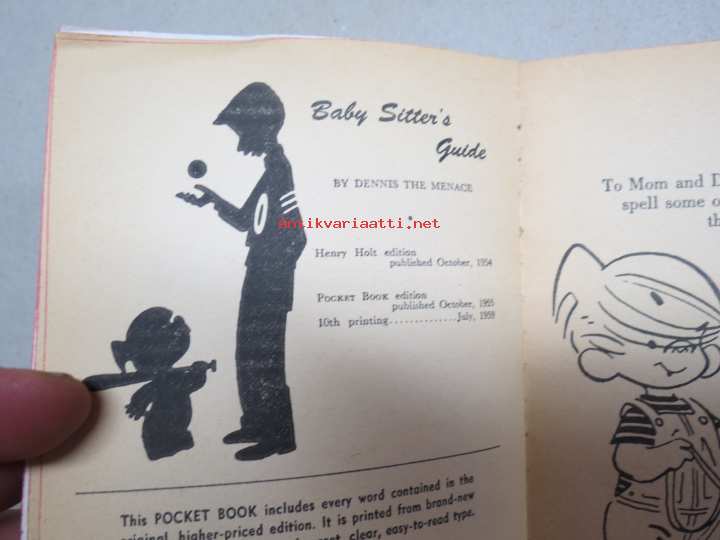 Baby Sitter's
Guide
BY DENNIS THE MENACE
Antikvariaatti.net
Henry Holt edition
published October, 1954
POCKET BOOK edition
published October, 1955
10th printing..............July, 1959
This POCKET BOOK includes every word contained in the
original, higher-priced edition. It is printed from brand-new
clear, easy-to-read type.
To Mom and D
spell some o
th